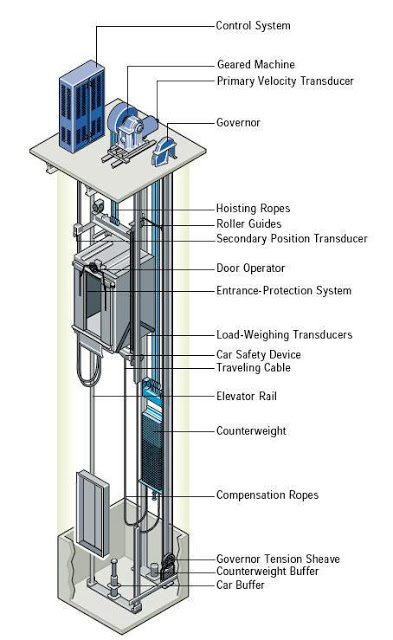 Control System
Geared Machine
Primary Velocity Transducer
Governor
Hoisting Ropes
Roller Guides
Secondary Position Transducer
Door Operator
Entrance-Protection System
Load-Weighing Transducers
Car Safety Device
Traveling Cable
Elevator Rail
Counterweight
Compensation Ropes
Governor Tension Sheave
Counterweight Buffer
Car Buffer